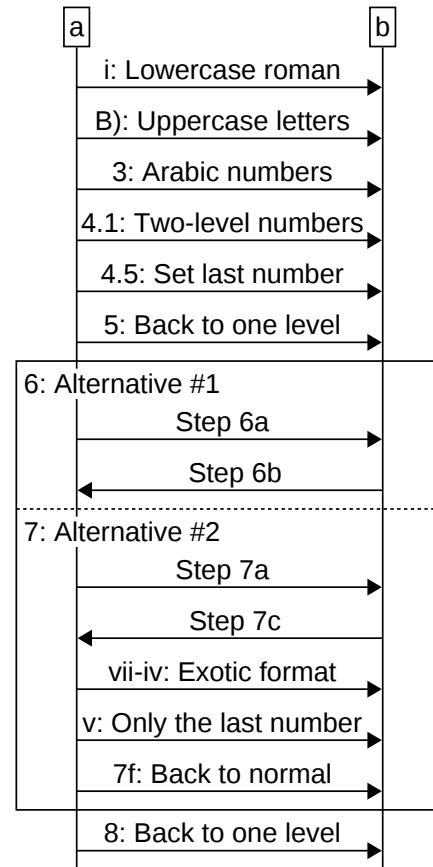 a b
i: Lowercase roman
B): Uppercase letters
3: Arabic numbers
4.1: Two-level numbers
4.5: Set last number
5: Back to one level
6: Alternative #1
Step 6a
Step 6b
7: Alternative #2
Step 7a
Step 7c
vii-iv: Exotic format
v: Only the last number
7f: Back to normal
8: Back to one level